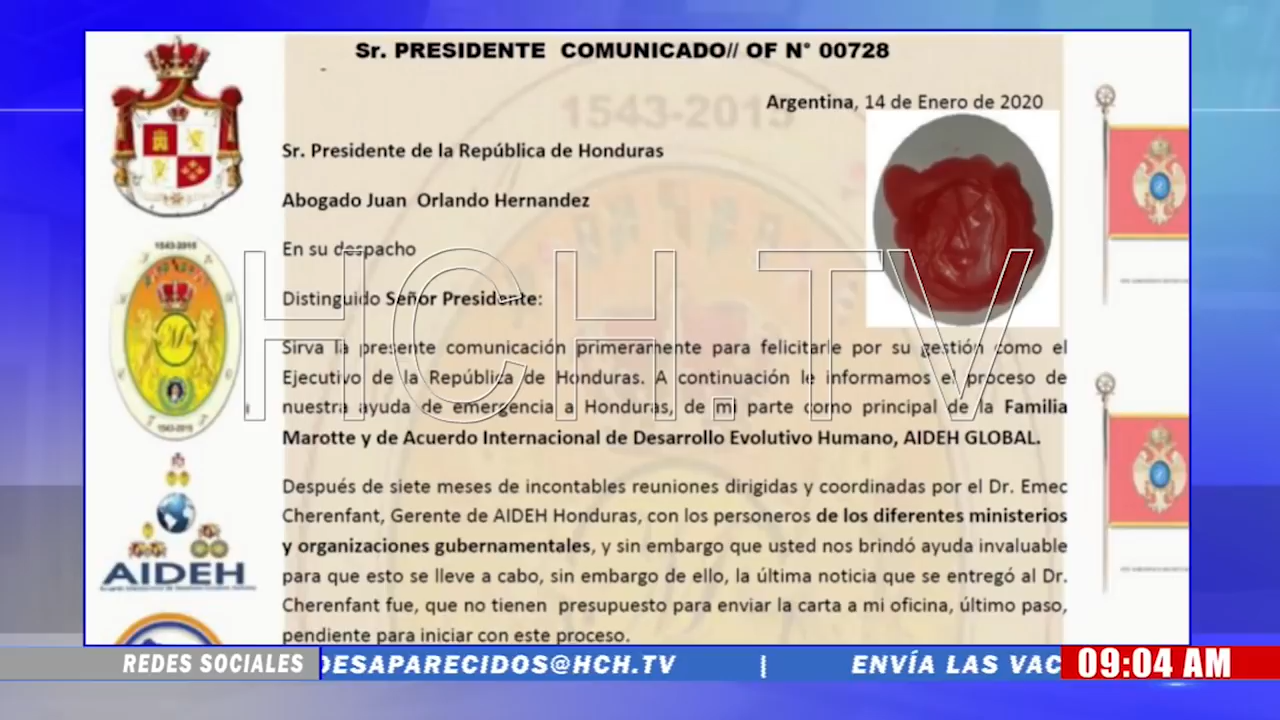 Sr. PRESIDENTE COMUNICADO// OF N° 00728
1543-2015
Argentina, 14 de Enero de 2020
Sr. Presidente de la República de Honduras
Abogado Juan Orlando Hernandez
En su despacho
1543-2015
HCH.TV
Distinguido Señor Presidente:
Sirva la presente comunicación primeramente para felicitarle por su gestión como el
Ejecutivo de la República de Honduras. A continuación le informamos el proceso de
nuestra ayuda de emergencia a Honduras, de mi parte como principal de la Familia
Marotte y de Acuerdo Internacional de Desarrollo Evolutivo Humano, AIDEH GLOBAL.
1543-2015
Después de siete meses de incontables reuniones dirigidas y coordinadas por el Dr. Emec
Cherenfant, Gerente de AIDEH Honduras, con los personeros de los diferentes ministerios
y organizaciones gubernamentales, y sin embargo que usted nos brindó ayuda invaluable
AIDEH
para que esto se lleve a cabo, sin embargo de ello, la última noticia que se entregó al Dr.
Cherenfant fue, que no tienen presupuesto para enviar la carta a mi oficina, último paso,
pendiente para iniciar con este proceso.
REDES SOCIALES
DESAPARECIDOS@HCH.TV | ENVÍA LAS VAC
09:04 AM